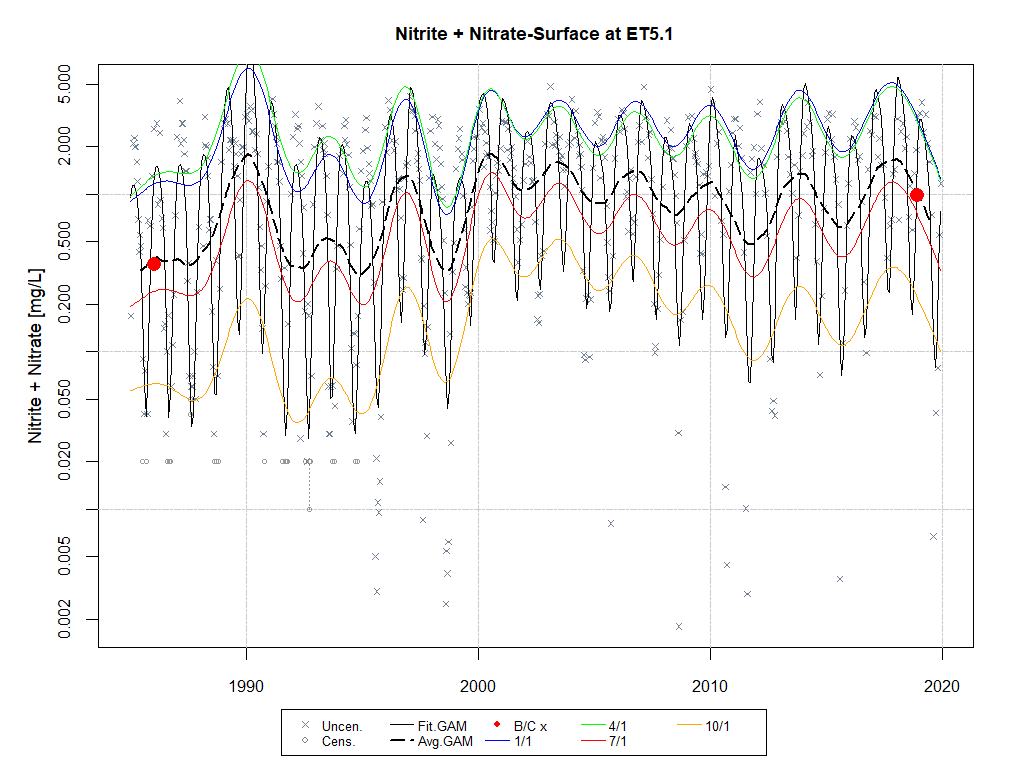 Nitrite + Nitrate-Surface at ET5.1
Nitrite + Nitrate [mg/L]
5.000
2.000
0.500
0.200
0.050
0.020
0.005
0.002
1990
2000
2010
2020
Uncen.
Fit.GAM
B/C x
4/1
10/1
Cens.
Avg.GAM
1/1
7/1